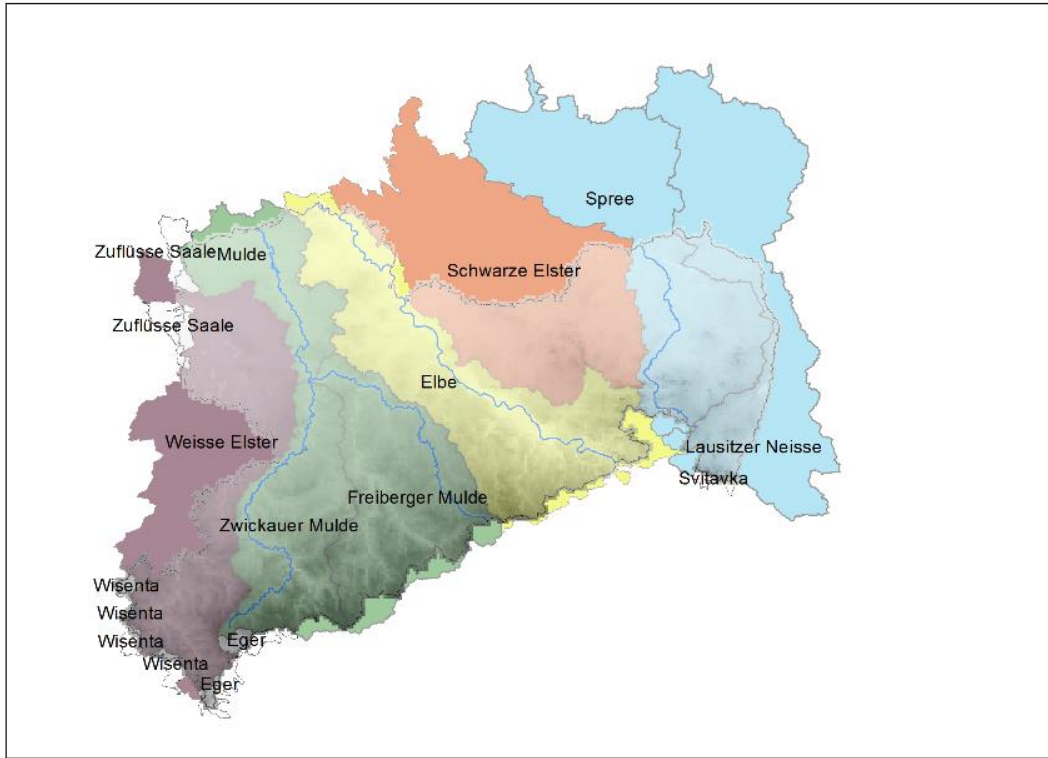 Spree
Zuflüsse Saale
Mulde
Schwarze Elster
Zuflüsse Saale
Elbe
Weisse Elster
Lausitzer Neisse
Svitavka
Freiberger Mulde
Zwickauer Mulde
Wisenta
Wisenta
Wisenta
Eger
Wisenta
Eger